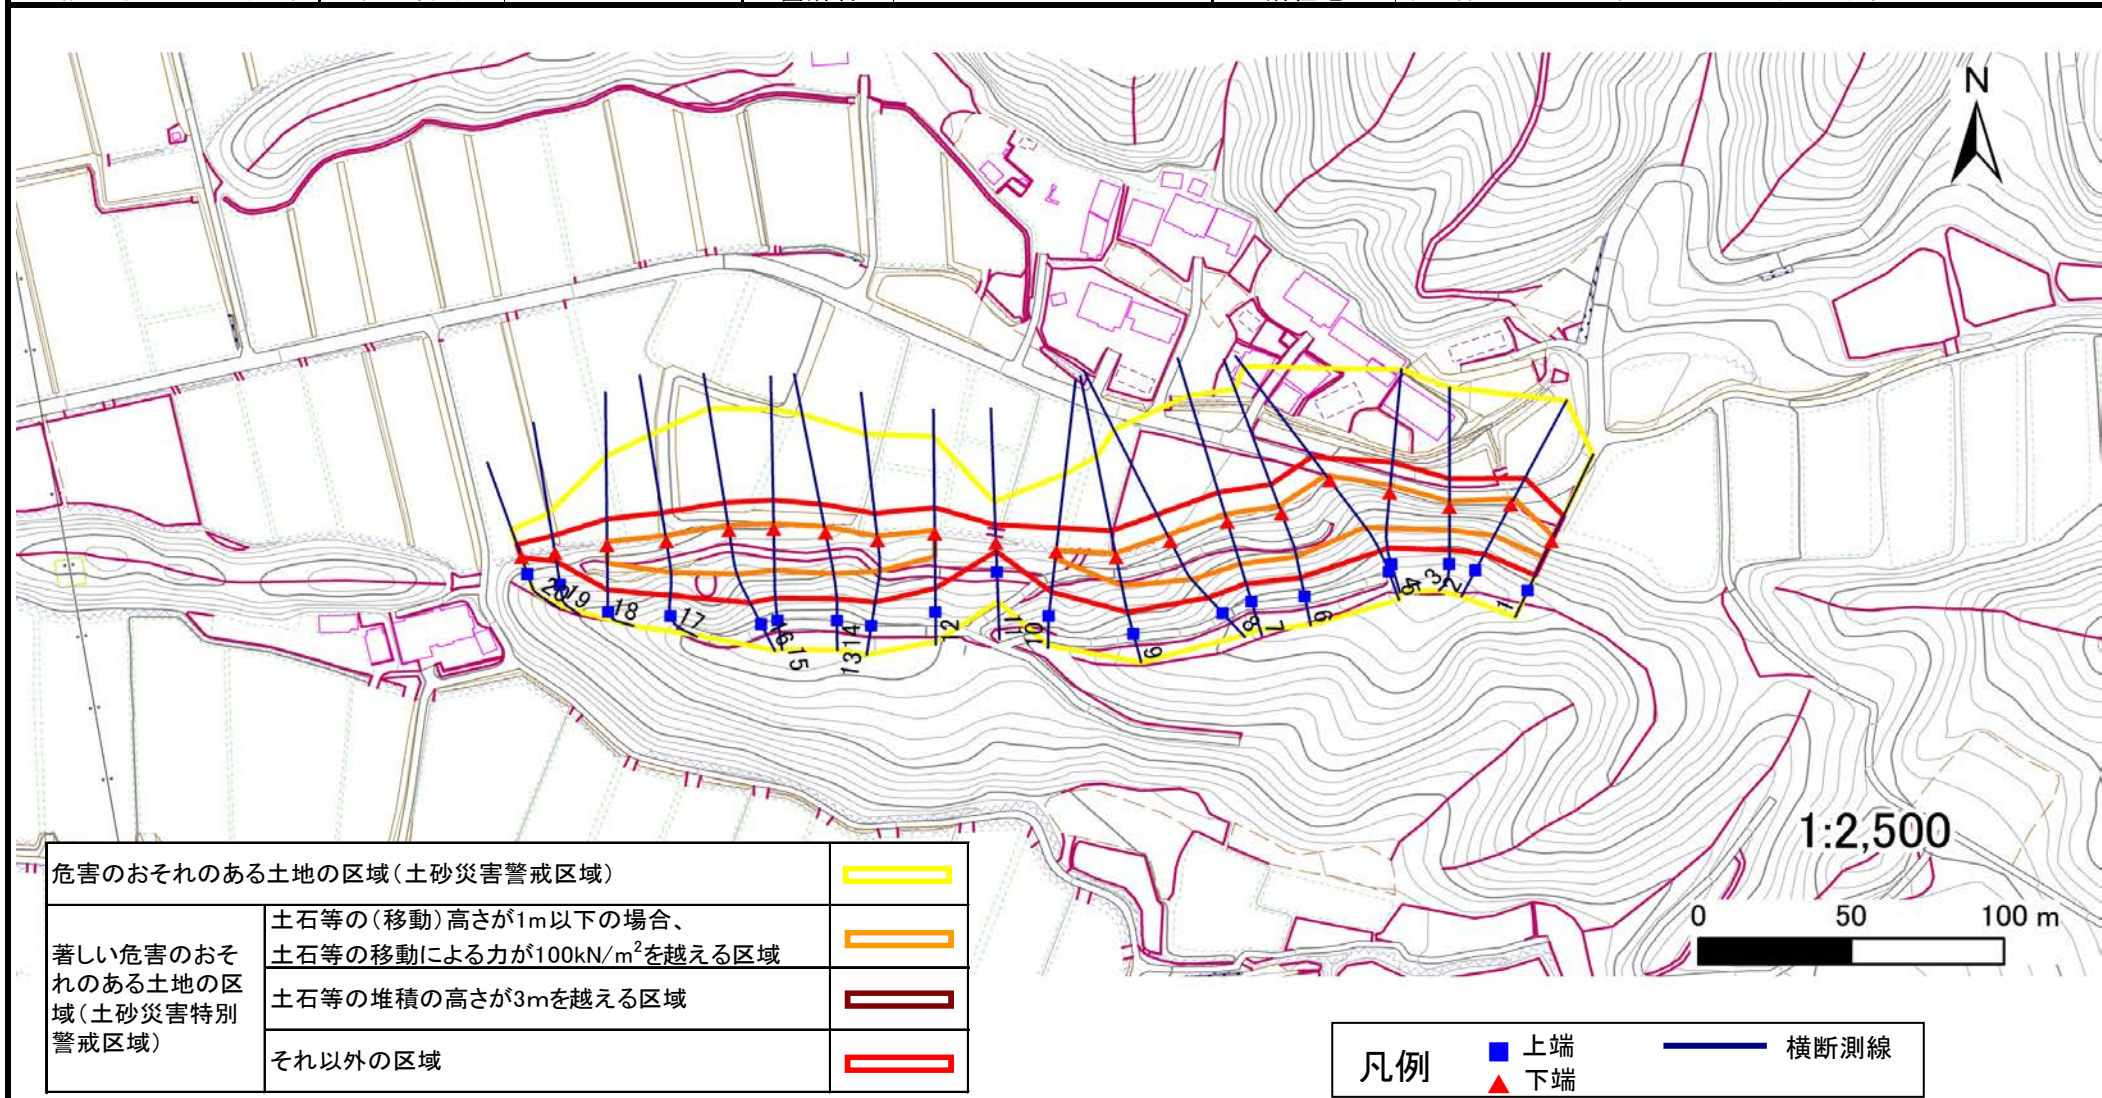 N
20
19
18
17
16
15
14
13
12
11
10
9
8
7
6
4
3
2
1
1:2,500
0 50 100 m
危害のおそれのある土地の区域(土砂災害警戒区域)
著しい危害のおそ
れのある土地の区
域(土砂災害特別
警戒区域)
土石等の(移動)高さが1m以下の場合、
土石等の移動による力が100kN/m²を越える区域
土石等の堆積の高さが3mを越える区域
それ以外の区域
凡例
上端
下端
横断測線